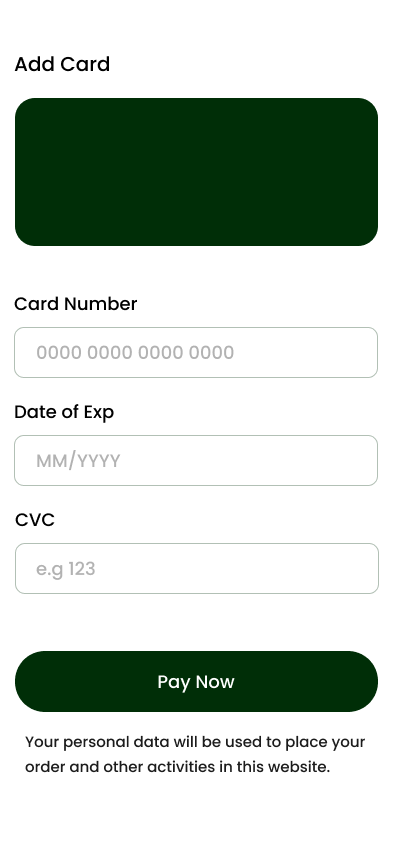 Add Card
Card Number
0000 0000 0000 0000
Date of Exp
MM/YYYY
CVC
e.g 123
Pay Now
Your personal data will be used to place your
order and other activities in this website.